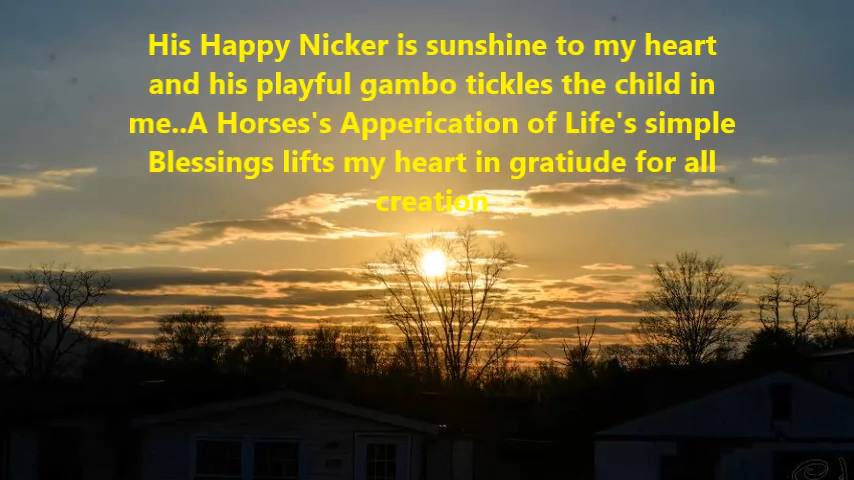 His Happy Nicker is sunshine to my heart
and his playful gambo tickles the child in
me..A Horses's Apperication of Life's simple
Blessings lifts my heart in gratiude for all
creation